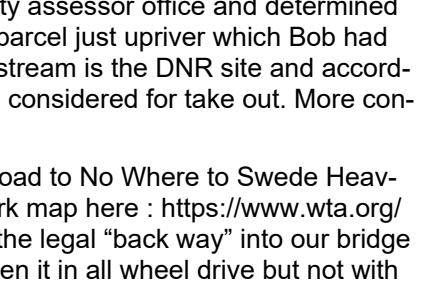 ty assessor office and determined
parcel just upriver which Bob had
stream is the DNR site and accord-
considered for take out. More con-
oad to No Where to Swede Heav-
rk map here : https://www.wta.org/
the legal “back way” into our bridge
en it in all wheel drive but not with